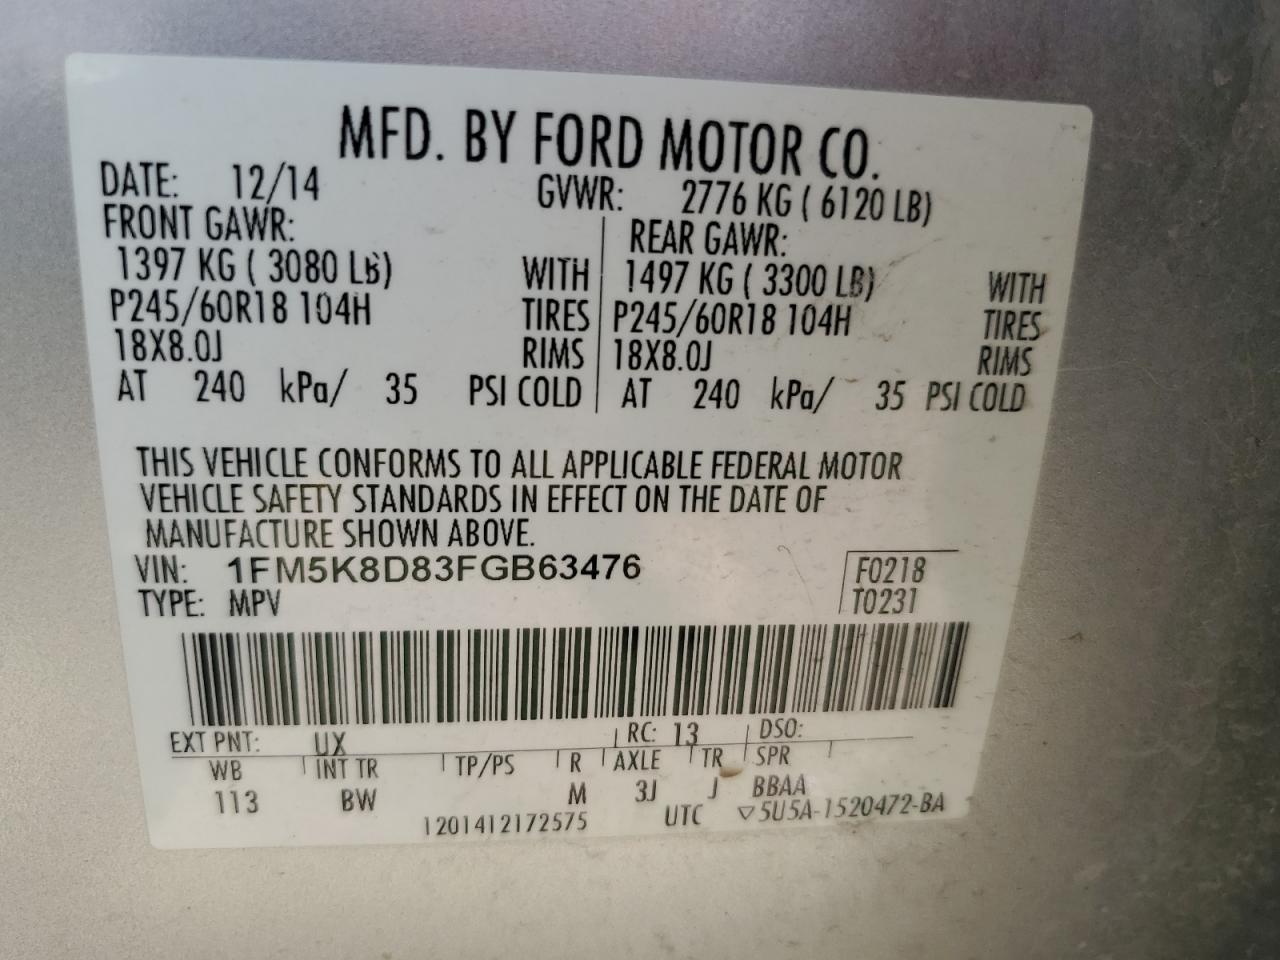 MFD. BY FORD MOTOR CO.
DATE: 12/14 GVWR: 2776 KG ( 6120 LB)
FRONT GAWR: REAR GAWR:
1397 KG ( 3080 LB) WITH 1497 KG ( 3300 LB) WITH
P245/60R18 104H TIRES P245/60R18 104H TIRES
18X8.0J RIMS 18X8.0J RIMS
AT 240 kPa/ 35 PSI COLD AT 240 kPa/ 35 PSI COLD
THIS VEHICLE CONFORMS TO ALL APPLICABLE FEDERAL MOTOR
VEHICLE SAFETY STANDARDS IN EFFECT ON THE DATE OF
MANUFACTURE SHOWN ABOVE.
VIN: 1FM5K8D83FGB63476 F0218
TYPE: MPV T0231
EXT PNT: UX RC: 13 DSO:
WB INT TR TP/PS R AXLE TR SPR
113 BW M 3J J BBAA
1201412172575 UTC ▽5U5A-1520472-BA